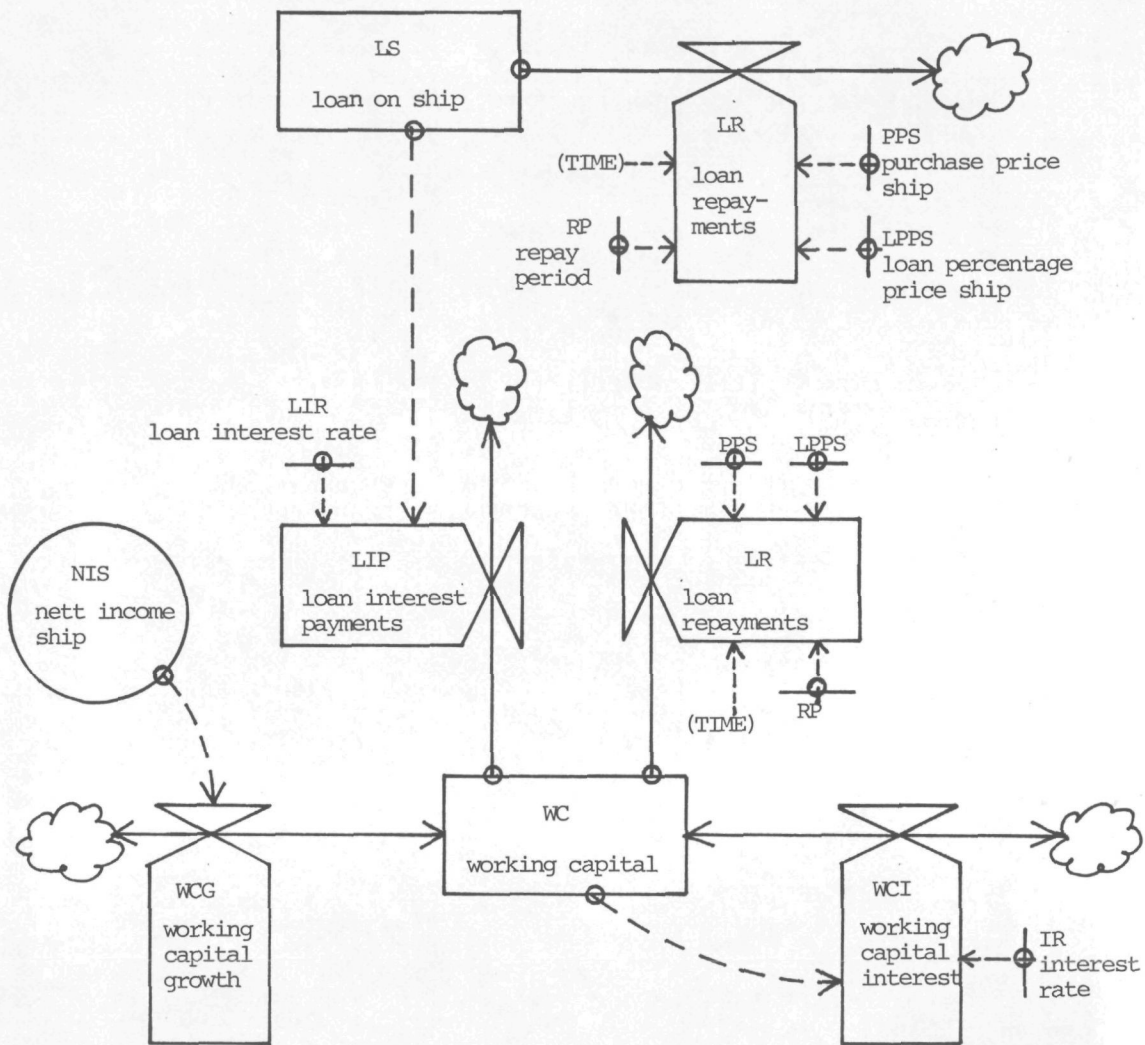 LS
loan on ship
LR
loan
repay-
ments
(TIME)
RP
repay
period
PPS
purchase price
ship
LPPS
loan percentage
price ship
LIR
loan interest rate
PPS
LPPS
NIS
nett income
ship
LIP
loan interest
payments
LR
loan
repayments
(TIME)
RP
WC
working capital
WCG
working
capital
growth
WCI
working
capital
interest
IR
interest
rate